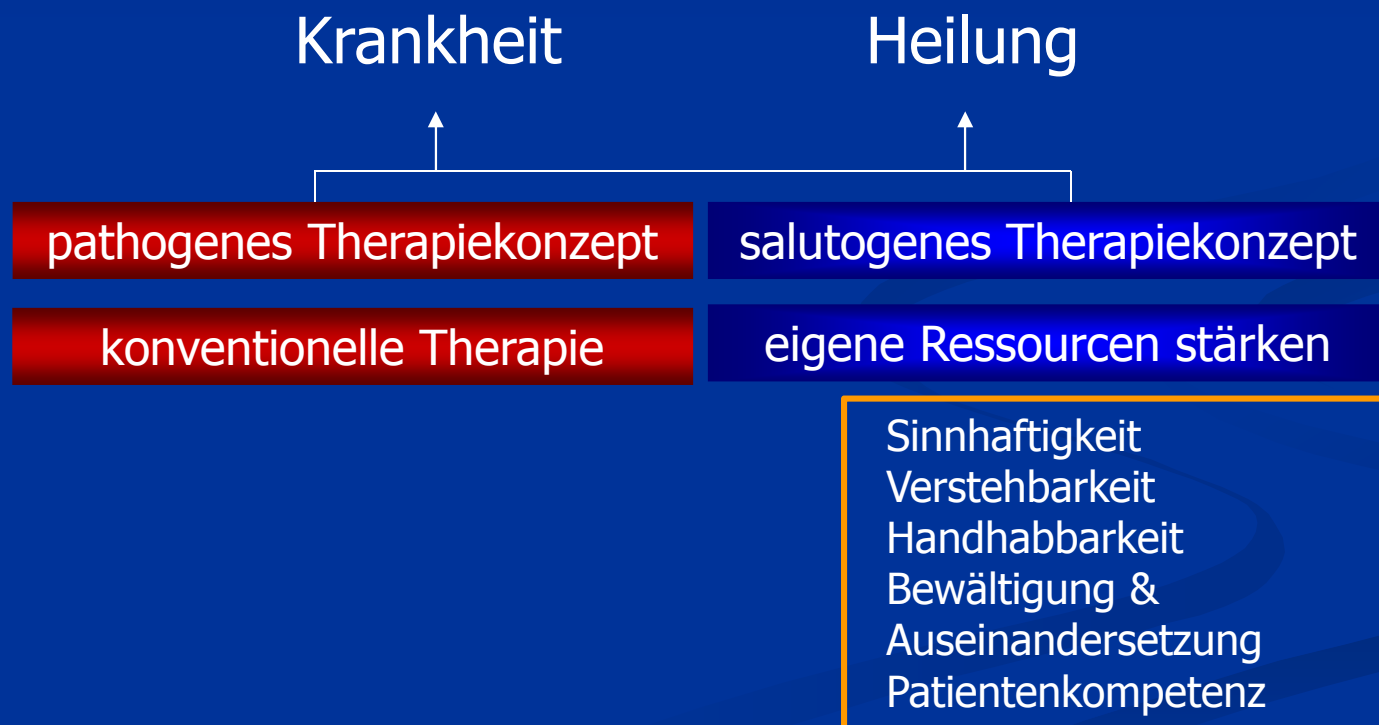 Krankheit Heilung
pathogenes Therapiekonzept salutogenes Therapiekonzept
konventionelle Therapie eigene Ressourcen stärken
Sinnhaftigkeit
Verstehbarkeit
Handhabbarkeit
Bewältigung &
Auseinandersetzung
Patientenkompetenz